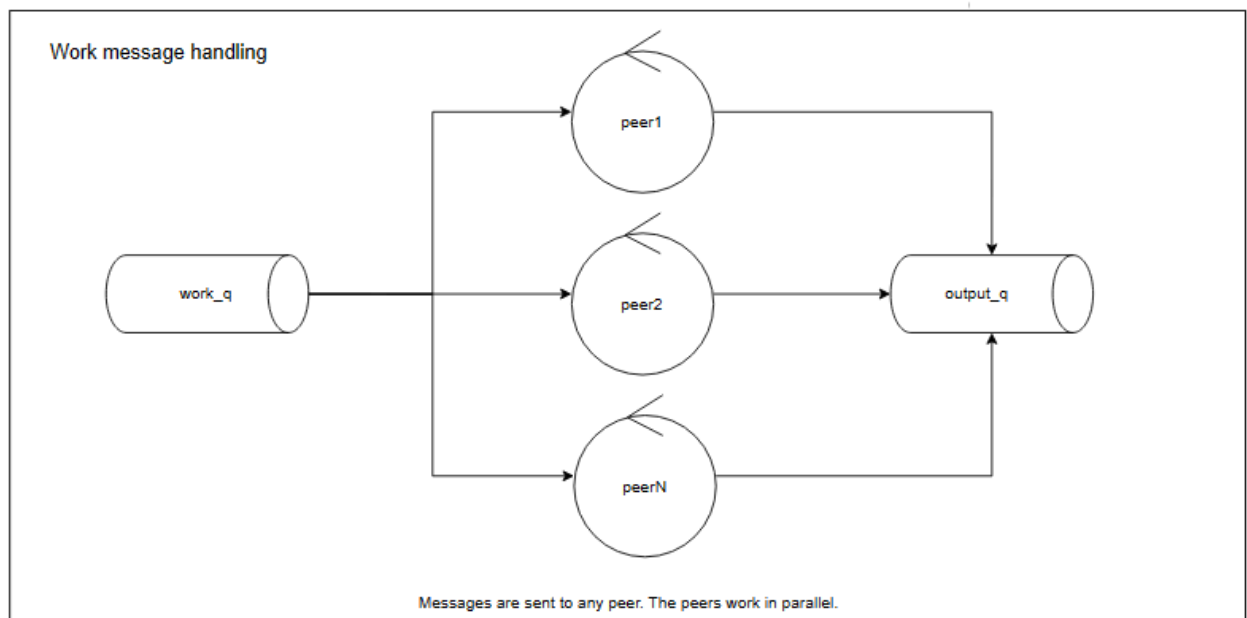 Work message handling
peer1
work_q
peer2
output_q
peerN
Messages are sent to any peer. The peers work in parallel.